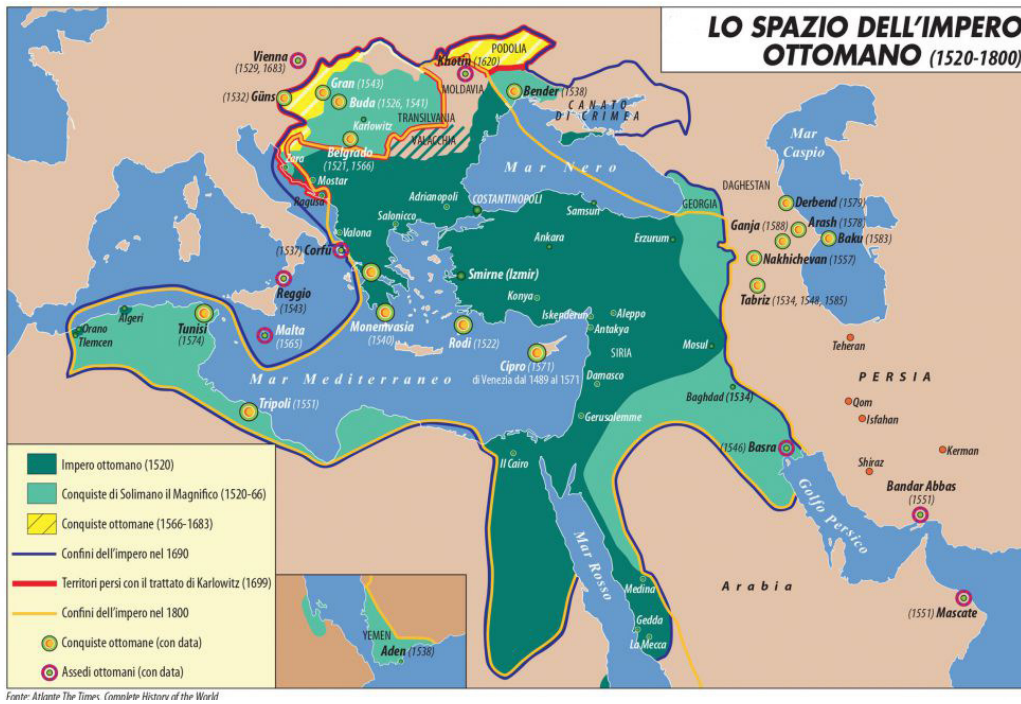 LO SPAZIO DELL'IMPERO
OTTOMANO (1520-1800)
Vienna
(1529, 1683)
PODOLIA
Khotin (1620)
MOLDAVIA
Gran (1543)
(1532) Güns
Buda (1526, 1541)
Bender (1538)
CANATO
DI CRIMEA
Karlowitz
TRANSILVANIA
VALACCHIA
Belgrado
(1521, 1566)
Zara
Mostar
Ragusa
Mar Nero
Mar
Caspio
DAGHESTAN
GEORGIA
Derbend (1579)
Arash (1578)
Ganja
(1588)
Baku (1583)
Nakhichevan (1557)
Tabriz
(1534, 1548, 1585)
Adrianopoli
COSTANTINOPOLI
Samsun
Salonicco
Valona
Ankara
Erzurum
(1537) Corfù
Smirne (Izmir)
Reggio
(1543)
Konya
Iskenderun
Aleppo
Antakya
Algeri
Orano
Tlemcen
Tunisi
(1574)
Malta
(1565)
Monemvasia
(1540)
Rodi (1522)
Cipro (1571)
di Venezia dal 1489 al 1571
SIRIA
Mosul
Teheran
PERSIA
Mar Mediterraneo
Damasco
Baghdad (1534)
Qom
Isfahan
Tripoli (1551)
Gerusalemme
(1546) Basra
Kerman
Shiraz
Il Cairo
Bandar Abbas
(1551)
Golfo Persico
Mar Rosso
Medina
Arabia
(1551) Mascate
Gedda
La Mecca
Impero ottomano (1520)
Conquiste di Solimano il Magnifico (1520-66)
Conquiste ottomane (1566-1683)
Confini dell'impero nel 1690
Territori persi con il trattato di Karlowitz (1699)
Confini dell'impero nel 1800
Conquiste ottomane (con data)
Assedi ottomani (con data)
YEMEN
Aden (1538)
Fonte: Atlante The Times, Complete History of the World